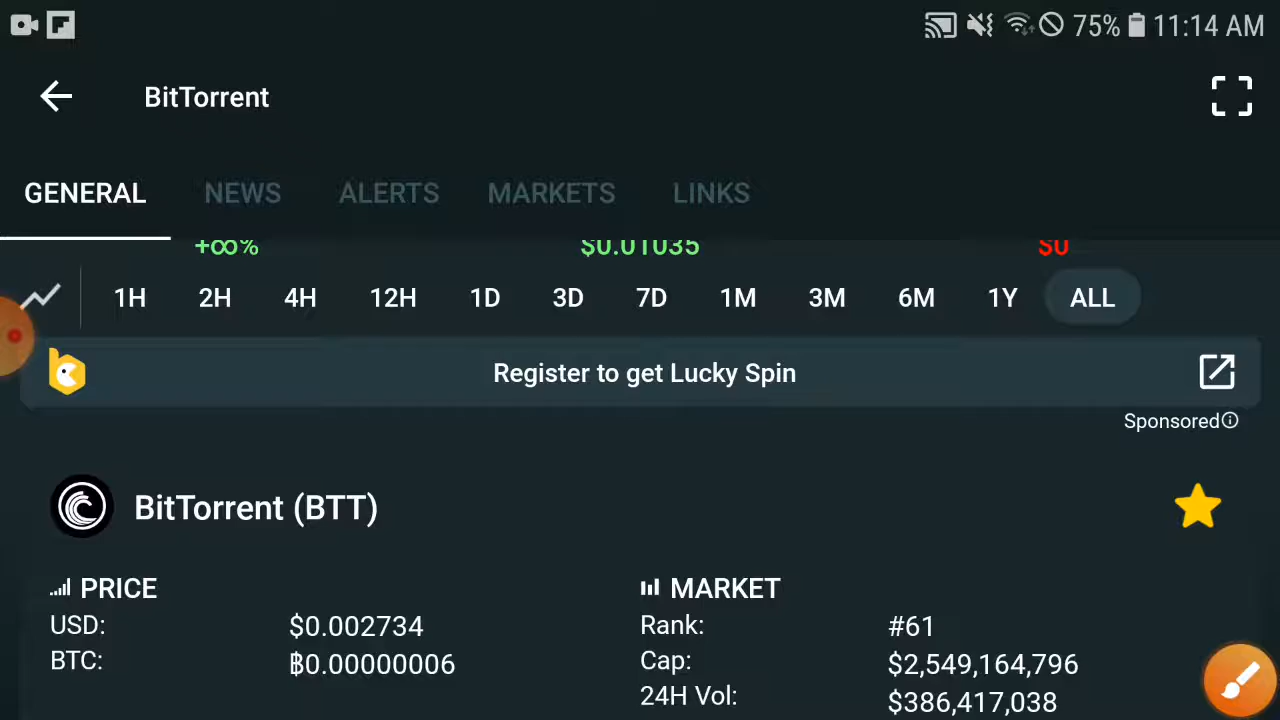 75% 11:14 AM
BitTorrent
GENERAL NEWS ALERTS MARKETS LINKS
+∞% $0.01035 $0
1H 2H 4H 12H 1D 3D 7D 1M 3M 6M 1Y ALL
Register to get Lucky Spin
Sponsored
BitTorrent (BTT)
PRICE
USD: $0.002734
BTC: ฿0.00000006
MARKET
Rank: #61
Cap: $2,549,164,796
24H Vol: $386,417,038